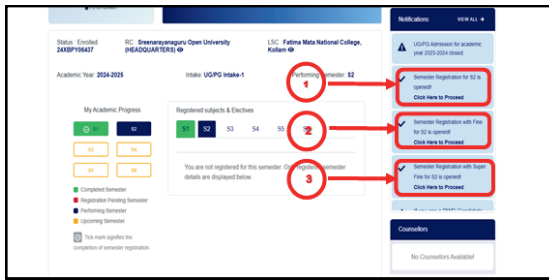 Notifications
VIEW ALL →
Status : Enrolled
24XBPY06437
RC : Sreenarayanaguru Open University
(HEADQUARTERS)
LSC : Fatima Mata National College,
Kollam
UG/PG Admission for academic
year 2023-2024 closed.
Academic Year: 2024-2025
Intake: UG/PG Intake-1
Performing Semester: S2
1
Semester Registration for S2 is
opened!
Click Here to Proceed
My Academic Progress
S1
S2
S3
S4
S5
S6
Registered subjects & Electives
S1 S2 S3 S4 S5
2
Semester Registration with Fine
for S2 is opened!
Click Here to Proceed
You are not registered for this semester. Only registered semester
details are displayed below.
3
Semester Registration with Super
Fine for S2 is opened!
Click Here to Proceed
Completed Semester
Registration Pending Semester
Performing Semester
Upcoming Semester
Tick mark signifies the
completion of semester registration.
Counsellors
No Counsellors Available!